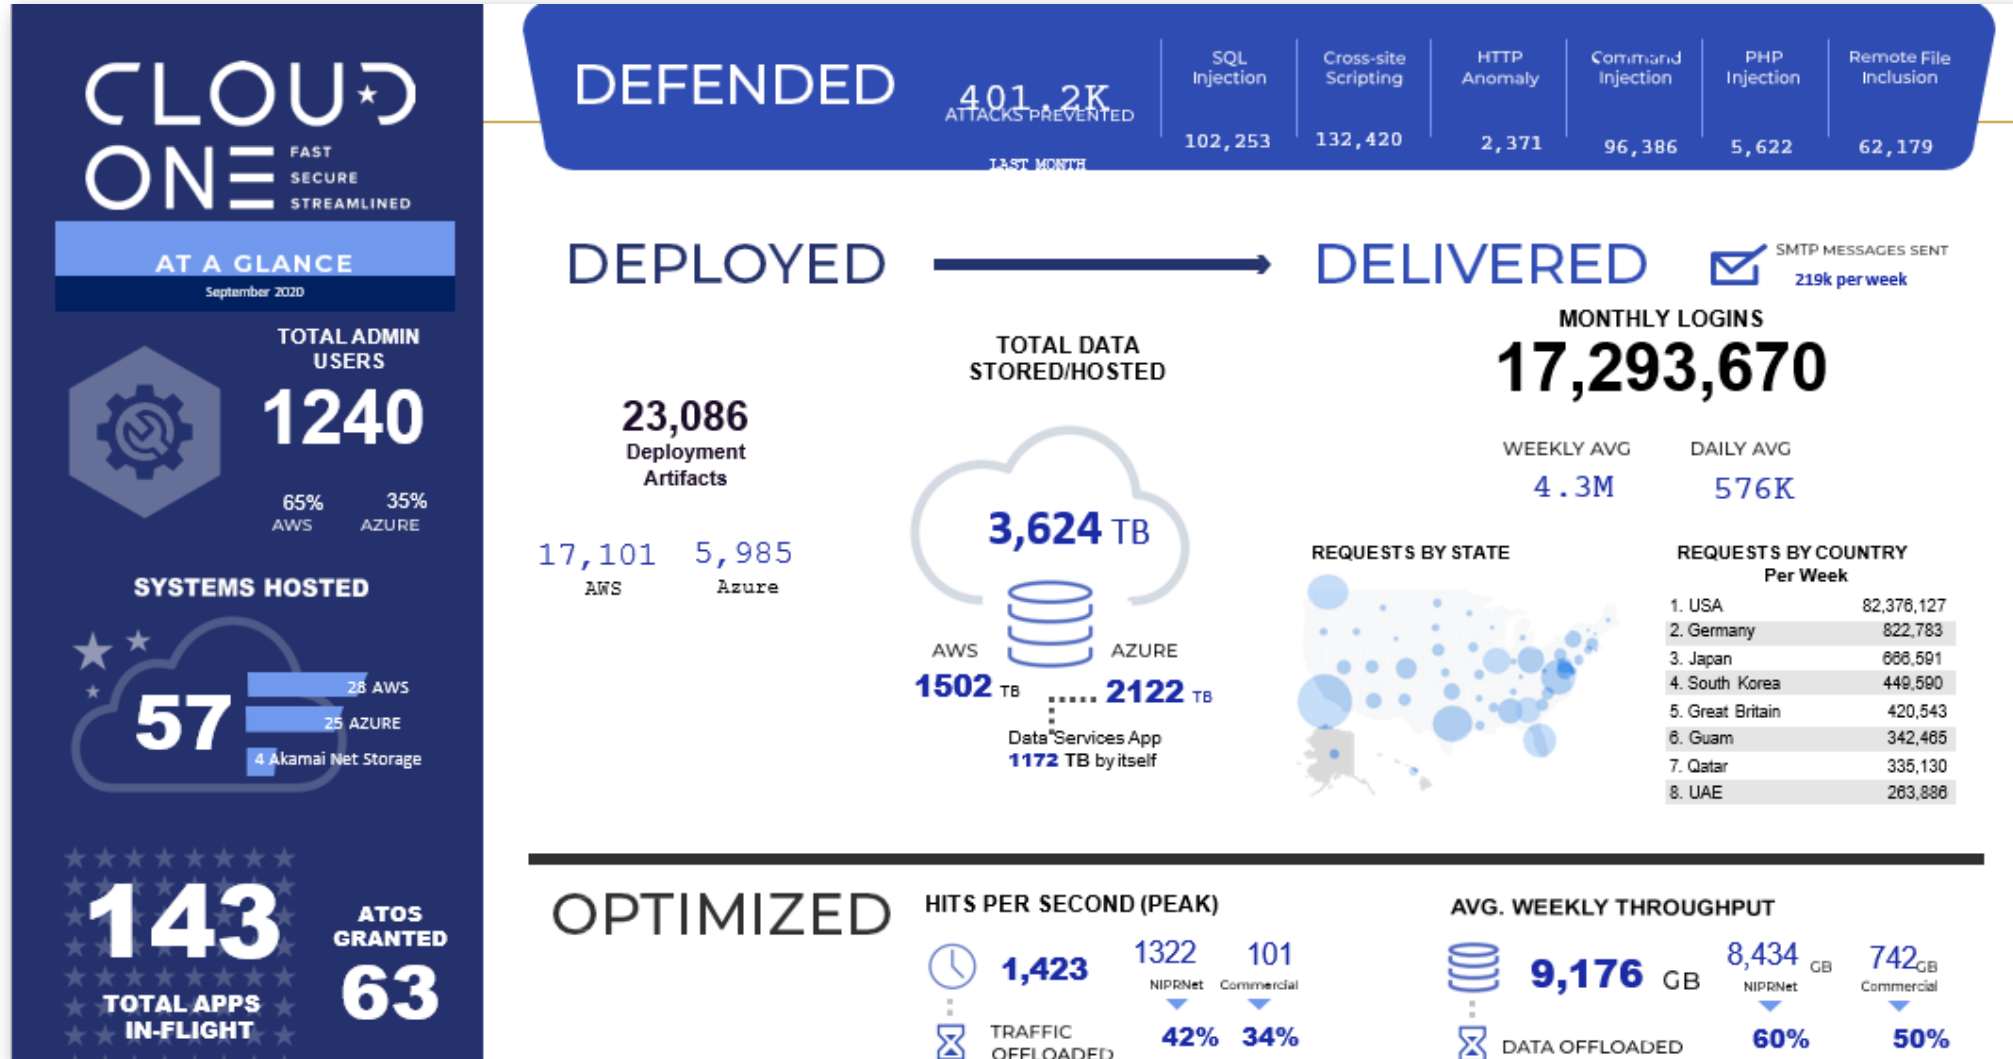 CLOUD
ONE
FAST
SECURE
STREAMLINED
AT A GLANCE
September 2020
TOTAL ADMIN
USERS
1240
65%
AWS
35%
AZURE
SYSTEMS HOSTED
57
28 AWS
25 AZURE
4 Akamai Net Storage
143
TOTAL APPS
IN-FLIGHT
ATOS
GRANTED
63
DEFENDED
401.2K
ATTACKS PREVENTED
LAST MONTH
SQL
Injection
102,253
Cross-site
Scripting
132,420
HTTP
Anomaly
2,371
Command
Injection
96,386
PHP
Injection
5,622
Remote File
Inclusion
62,179
DEPLOYED
23,086
Deployment
Artifacts
17,101
AWS
5,985
Azure
TOTAL DATA
STORED/HOSTED
3,624 TB
AWS
1502 TB
AZURE
2122 TB
Data Services App
1172 TB by itself
DELIVERED
SMTP MESSAGES SENT
219k per week
MONTHLY LOGINS
17,293,670
WEEKLY AVG
4.3M
DAILY AVG
576K
REQUESTS BY STATE
REQUESTS BY COUNTRY
Per Week
1. USA 82,376,127
2. Germany 822,783
3. Japan 666,591
4. South Korea 449,590
5. Great Britain 420,543
6. Guam 342,465
7. Qatar 335,130
8. UAE 263,886
OPTIMIZED
HITS PER SECOND (PEAK)
1,423
1322
NIPRNet
101
Commercial
TRAFFIC
OFFLOADED
42%
34%
AVG. WEEKLY THROUGHPUT
9,176 GB
8,434 GB
NIPRNet
742 GB
Commercial
DATA OFFLOADED
60%
50%